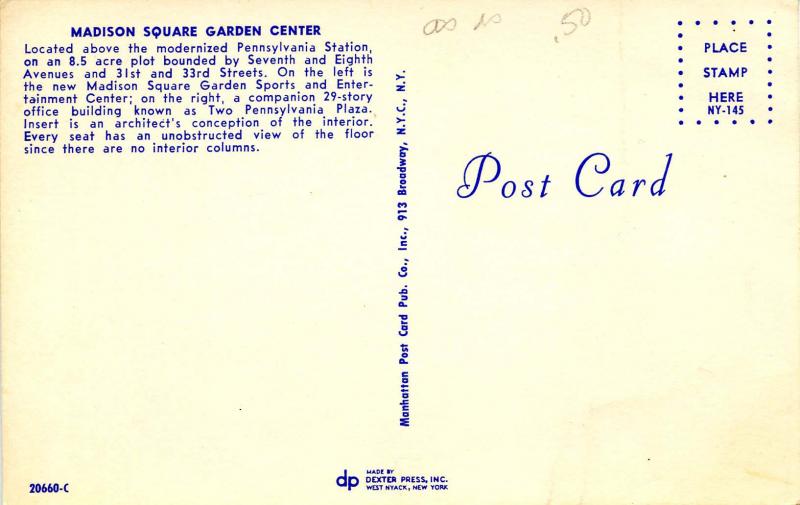 MADISON SQUARE GARDEN CENTER
Located above the modernized Pennsylvania Station,
on an 8.5 acre plot bounded by Seventh and Eighth
Avenues and 31st and 33rd Streets. On the left is
the new Madison Square Garden Sports and Enter-
tainment Center; on the right, a companion 29-story
office building known as Two Pennsylvania Plaza.
Insert is an architect's conception of the interior.
Every seat has an unobstructed view of the floor
since there are no interior columns.
as is .50
PLACE
STAMP
HERE
NY-145
Post Card
Manhattan Post Card Pub. Co., Inc., 913 Broadway, N.Y.C., N.Y.
20660-C
dp
MADE BY
DEXTER PRESS, INC.
WEST NYACK, NEW YORK